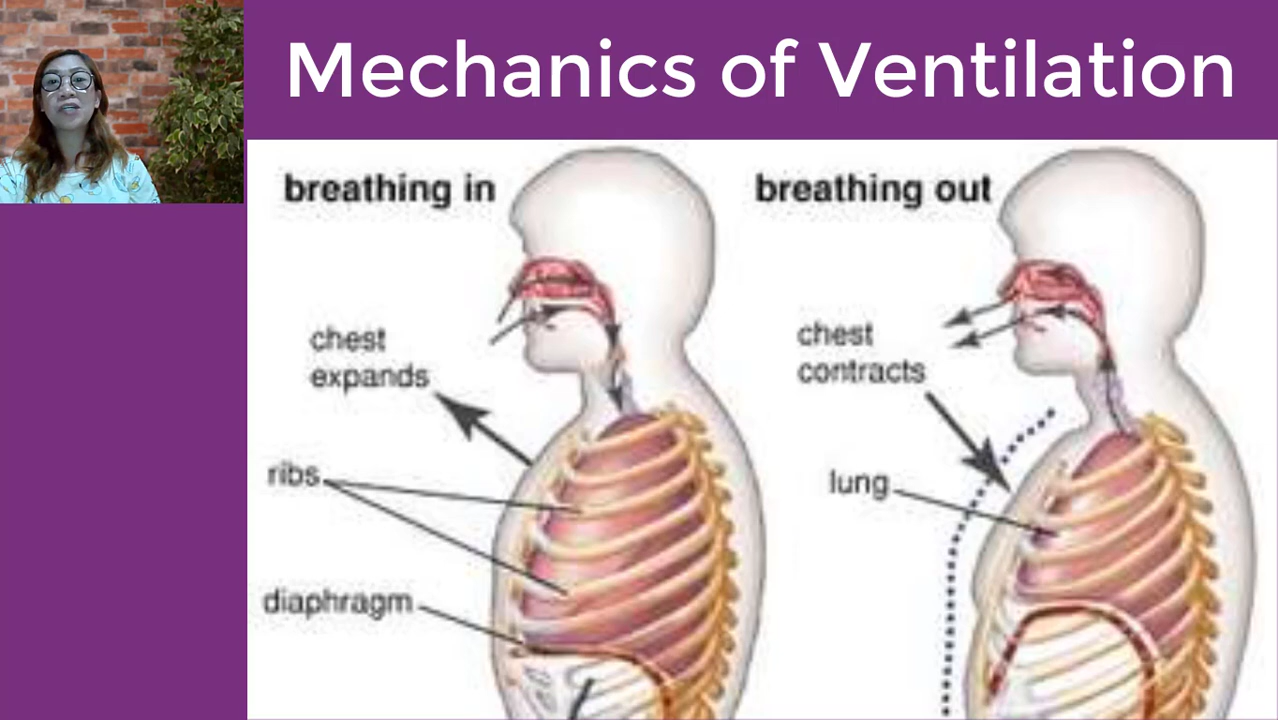 Mechanics of Ventilation
breathing in
chest
expands
ribs
diaphragm
breathing out
chest
contracts
lung